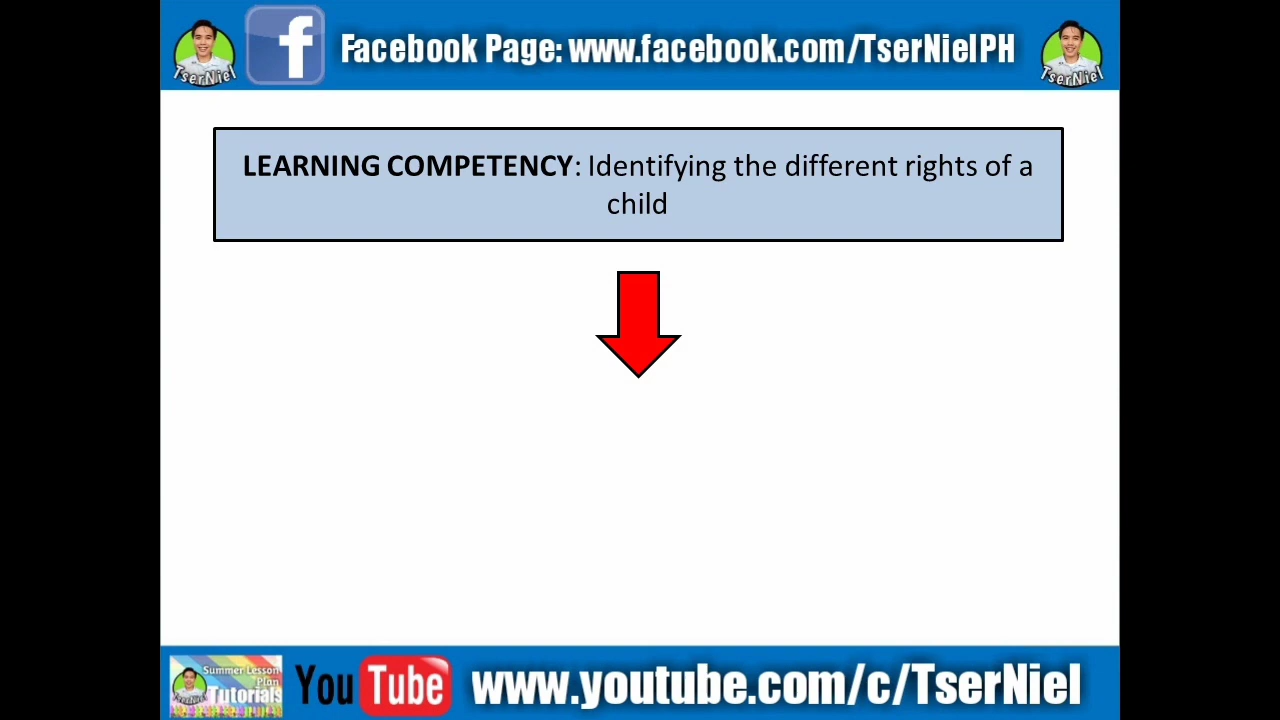 f Facebook Page: www.facebook.com/TserNielPH
TserNiel
TserNiel
LEARNING COMPETENCY: Identifying the different rights of a
child
Summer Lesson
Plan
Tutorials
YouTube www.youtube.com/c/TserNiel